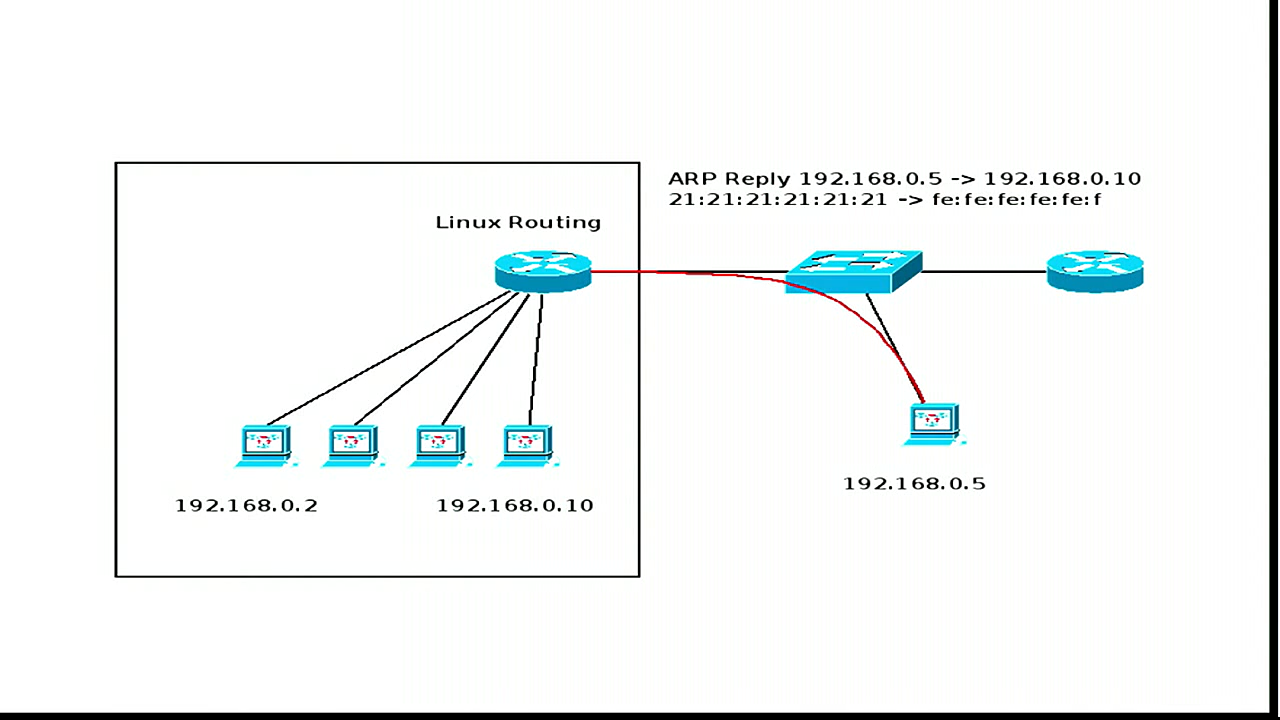 ARP Reply 192.168.0.5 -> 192.168.0.10
21:21:21:21:21:21 -> fe:fe:fe:fe:fe:f
Linux Routing
192.168.0.5
192.168.0.2
192.168.0.10